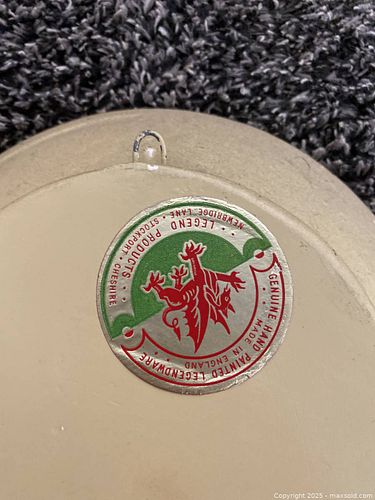 LEGEND PRODUCTS
NEWBRIDGE LANE • STOCKPORT • CHESHIRE
GENUINE HAND PAINTED LEGENDWARE
MADE IN ENGLAND
Copyright 2025 - maxsold.com